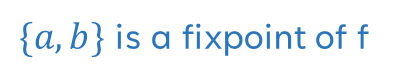 {a, b} is a fixpoint of f